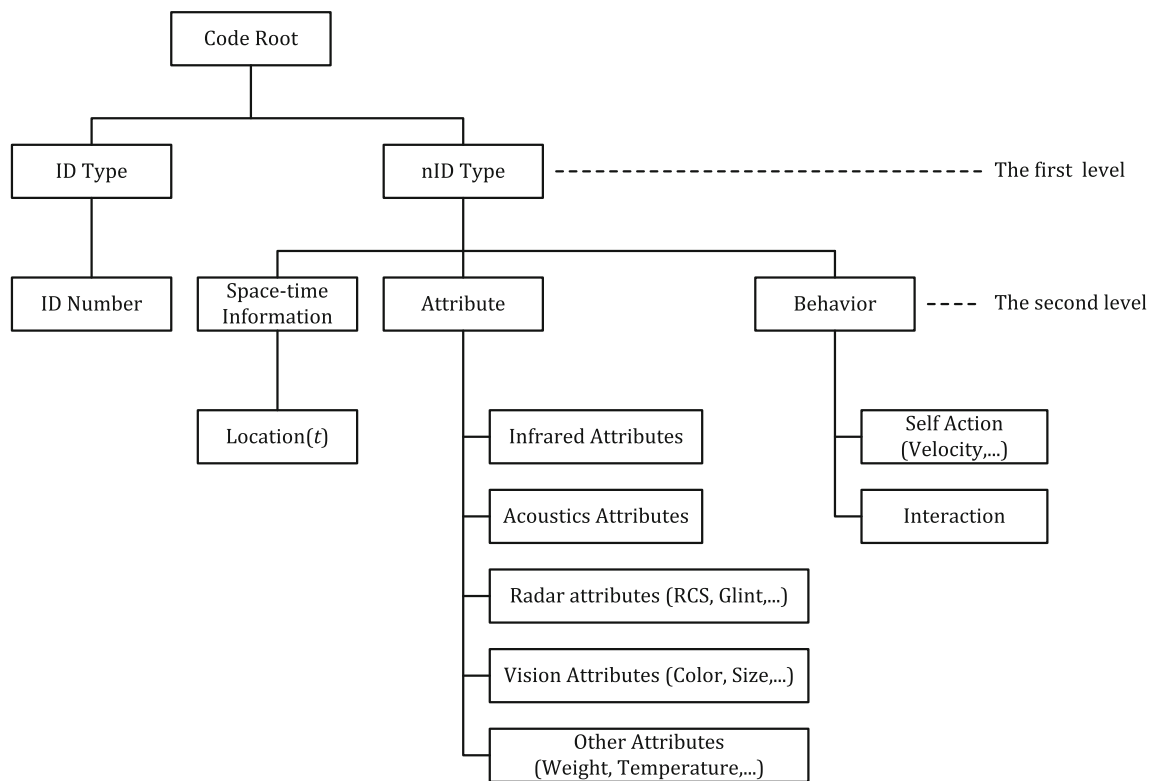 Code Root
ID Type
nID Type
The first level
ID Number
Space-time
Information
Attribute
Behavior
The second level
Location(t)
Infrared Attributes
Self Action
(Velocity,...)
Acoustics Attributes
Interaction
Radar attributes (RCS, Glint,...)
Vision Attributes (Color, Size,...)
Other Attributes
(Weight, Temperature,...)